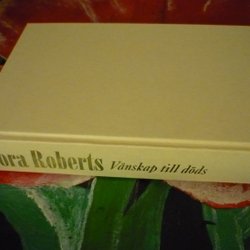 ora Roberts Vänskap till döds